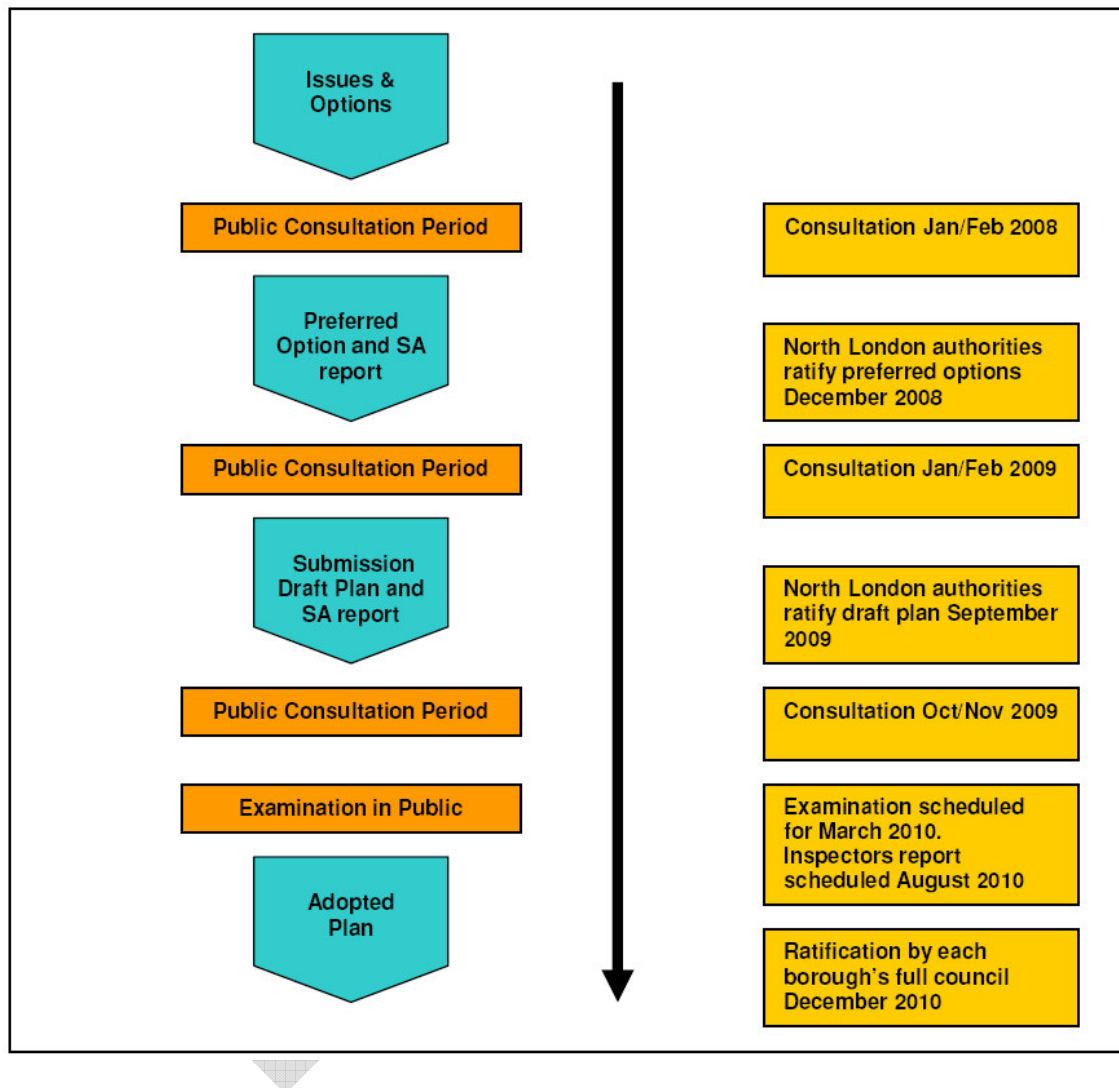 Issues &
Options
Public Consultation Period
Consultation Jan/Feb 2008
Preferred
Option and SA
report
North London authorities
ratify preferred options
December 2008
Public Consultation Period
Consultation Jan/Feb 2009
Submission
Draft Plan and
SA report
North London authorities
ratify draft plan September
2009
Public Consultation Period
Consultation Oct/Nov 2009
Examination in Public
Examination scheduled
for March 2010.
Inspectors report
scheduled August 2010
Adopted
Plan
Ratification by each
borough's full council
December 2010